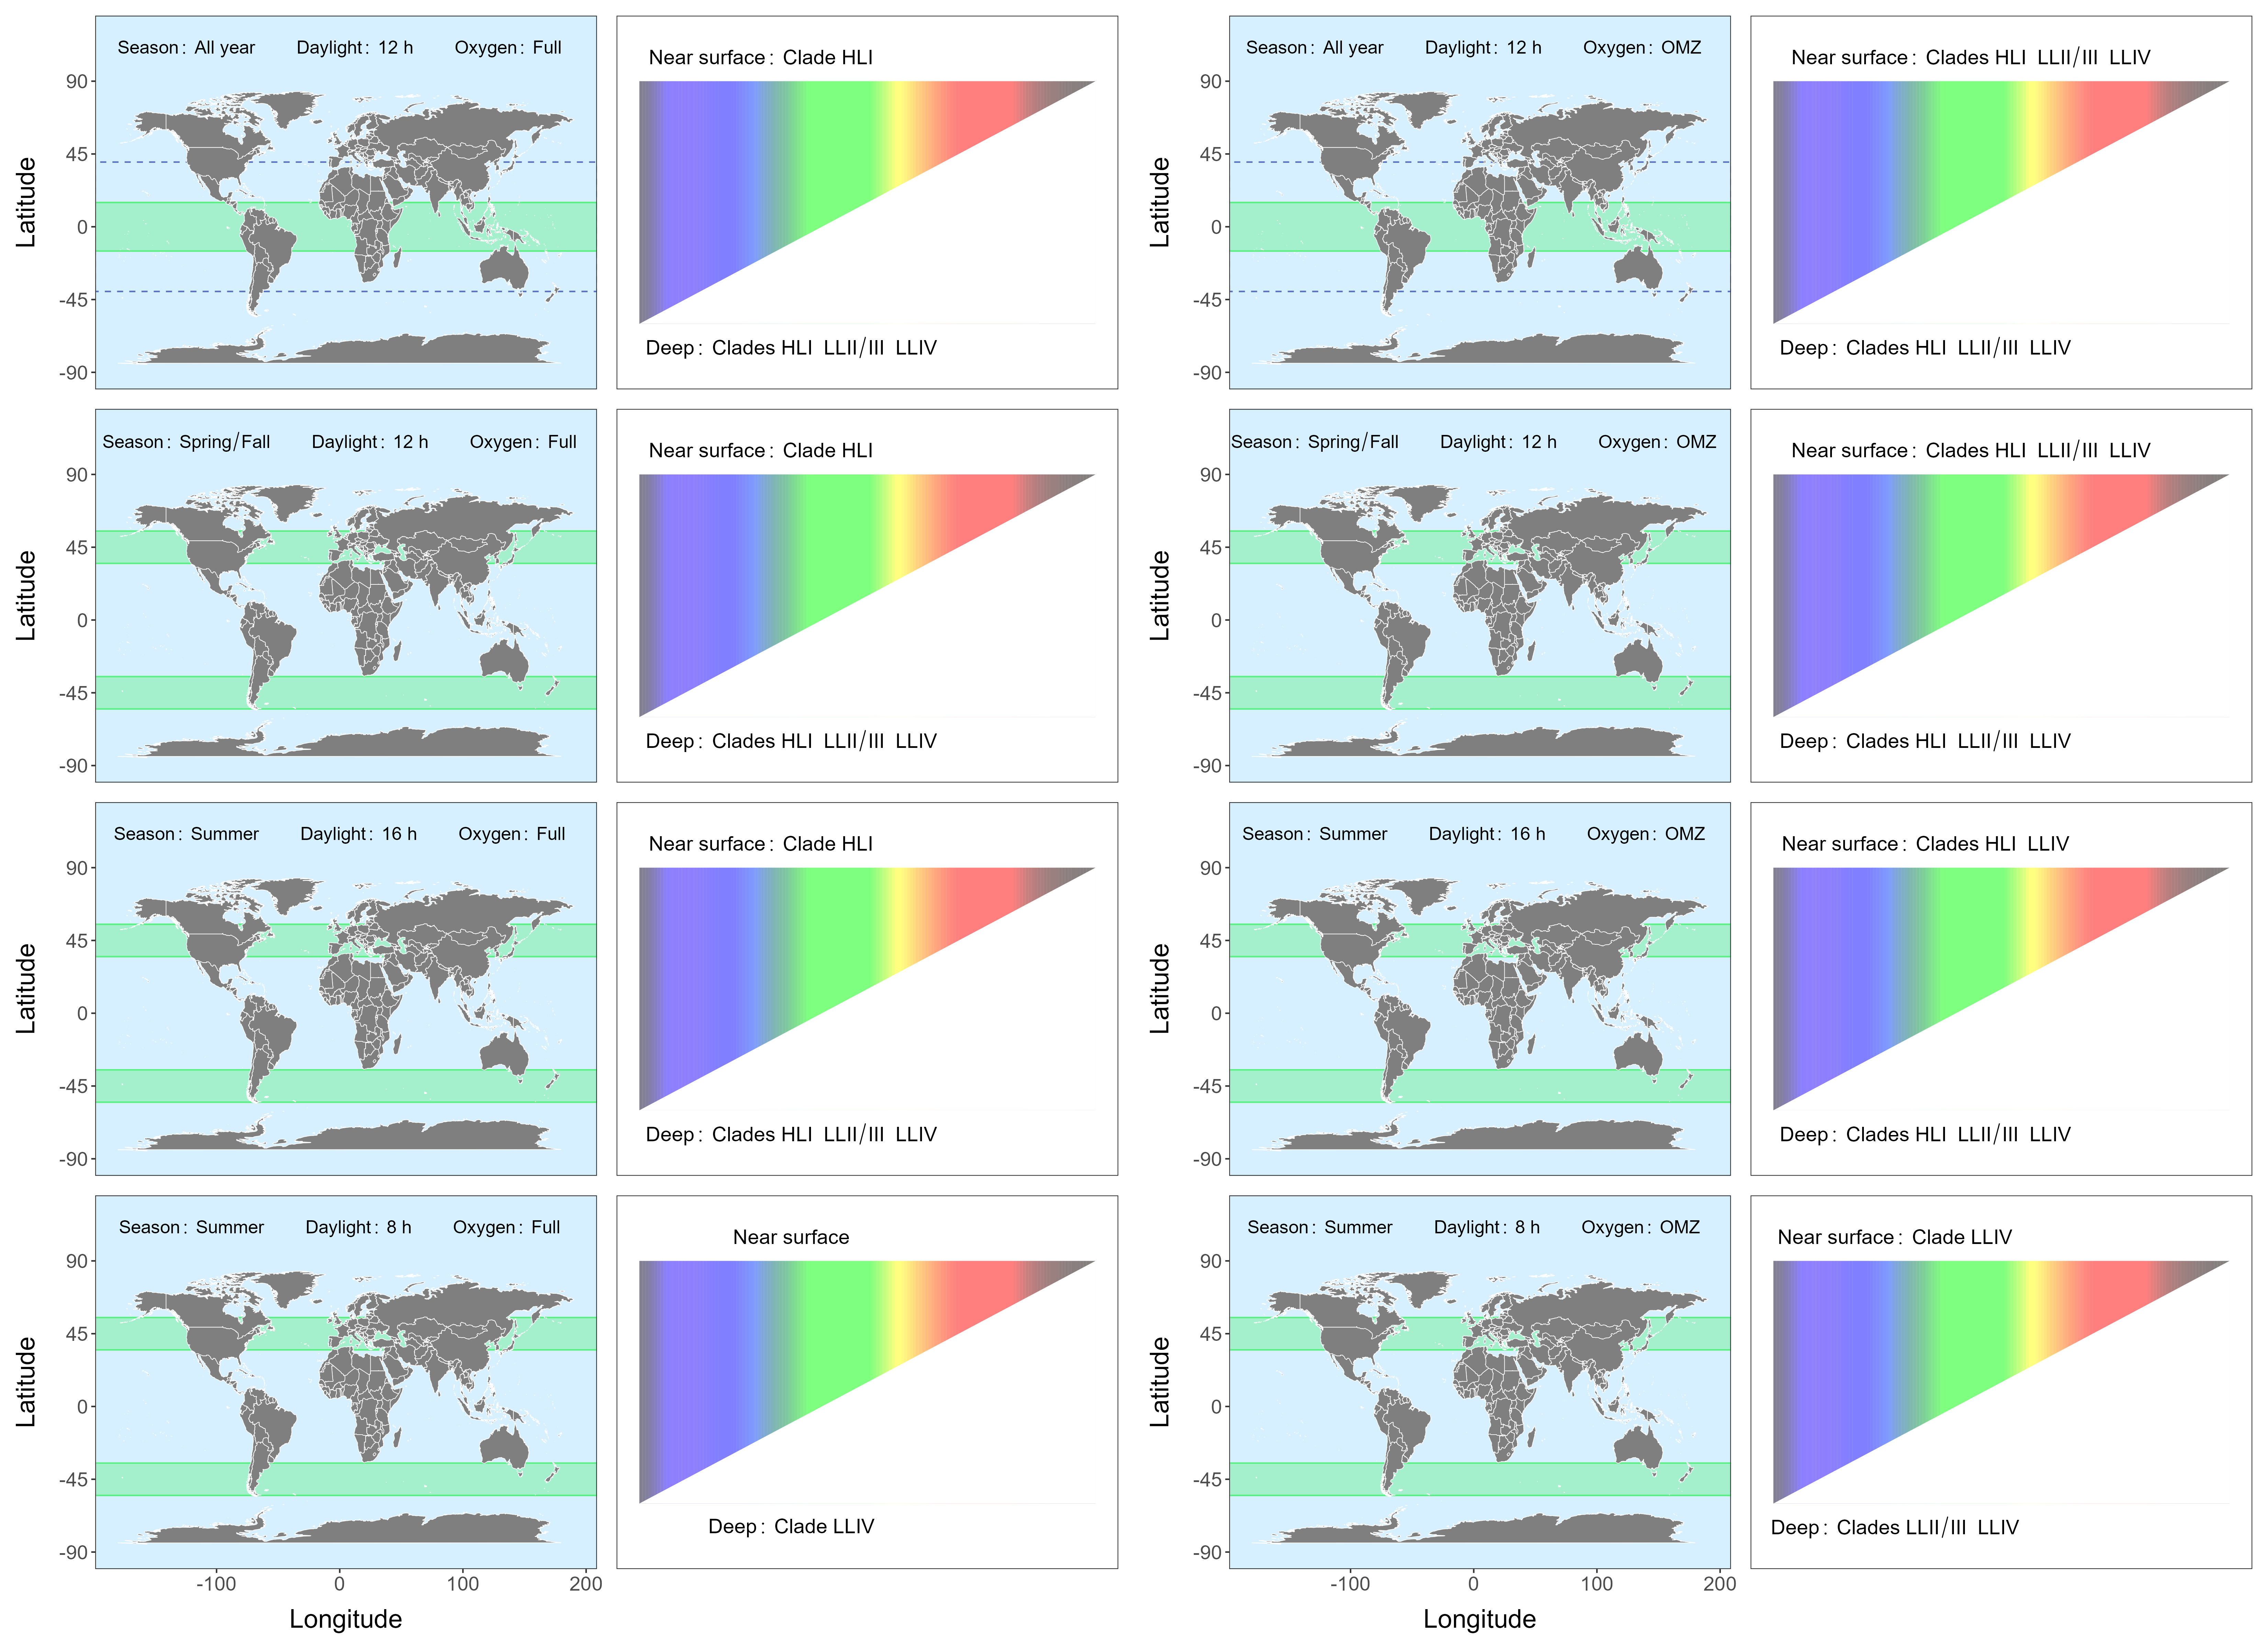 Season: All year Daylight: 12 h Oxygen: Full
90
45
0
-45
-90
Latitude
Near surface: Clade HLI
Deep: Clades HLI LLII/III LLIV
Season: All year Daylight: 12 h Oxygen: OMZ
90
45
0
-45
-90
Latitude
Near surface: Clades HLI LLII/III LLIV
Deep: Clades HLI LLII/III LLIV
Season: Spring/Fall Daylight: 12 h Oxygen: Full
90
45
0
-45
-90
Latitude
Near surface: Clade HLI
Deep: Clades HLI LLII/III LLIV
Season: Spring/Fall Daylight: 12 h Oxygen: OMZ
90
45
0
-45
-90
Latitude
Near surface: Clades HLI LLII/III LLIV
Deep: Clades HLI LLII/III LLIV
Season: Summer Daylight: 16 h Oxygen: Full
90
45
0
-45
-90
Latitude
Near surface: Clade HLI
Deep: Clades HLI LLII/III LLIV
Season: Summer Daylight: 16 h Oxygen: OMZ
90
45
0
-45
-90
Latitude
Near surface: Clades HLI LLIV
Deep: Clades HLI LLII/III LLIV
Season: Summer Daylight: 8 h Oxygen: Full
90
45
0
-45
-90
Latitude
-100 0 100 200
Longitude
Near surface
Deep: Clade LLIV
Season: Summer Daylight: 8 h Oxygen: OMZ
90
45
0
-45
-90
Latitude
-100 0 100 200
Longitude
Near surface: Clade LLIV
Deep: Clades LLII/III LLIV